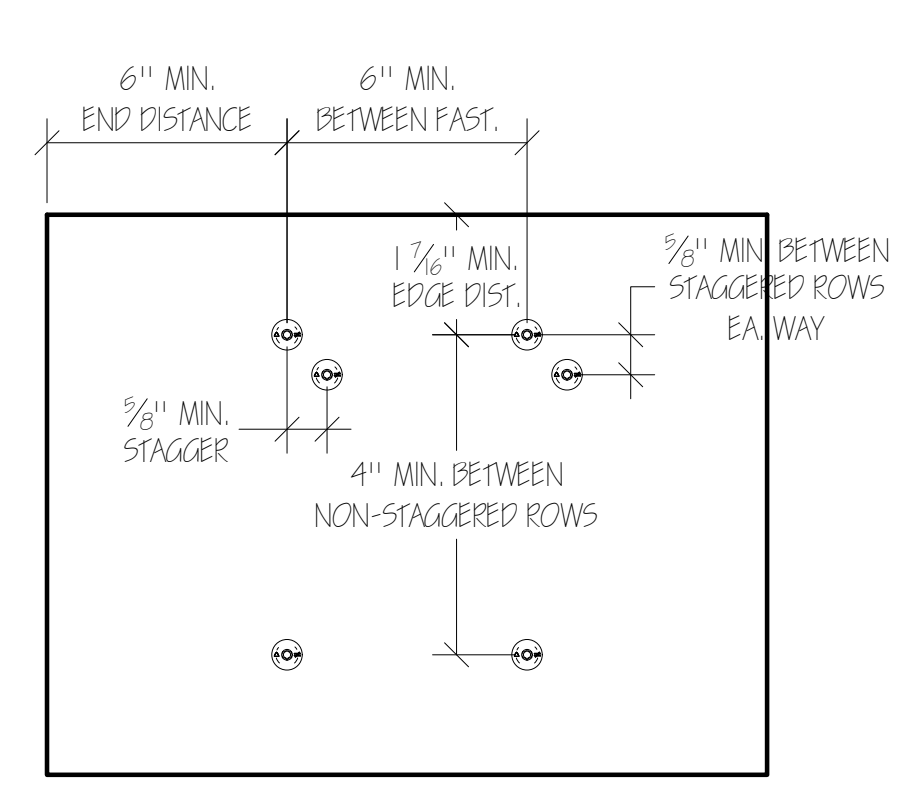 6" MIN.
END DISTANCE
6" MIN.
BETWEEN FAST.
1 7/16" MIN.
EDGE DIST.
5/8" MIN. BETWEEN
STAGGERED ROWS
EA. WAY
5/8" MIN.
STAGGER
4" MIN. BETWEEN
NON-STAGGERED ROWS